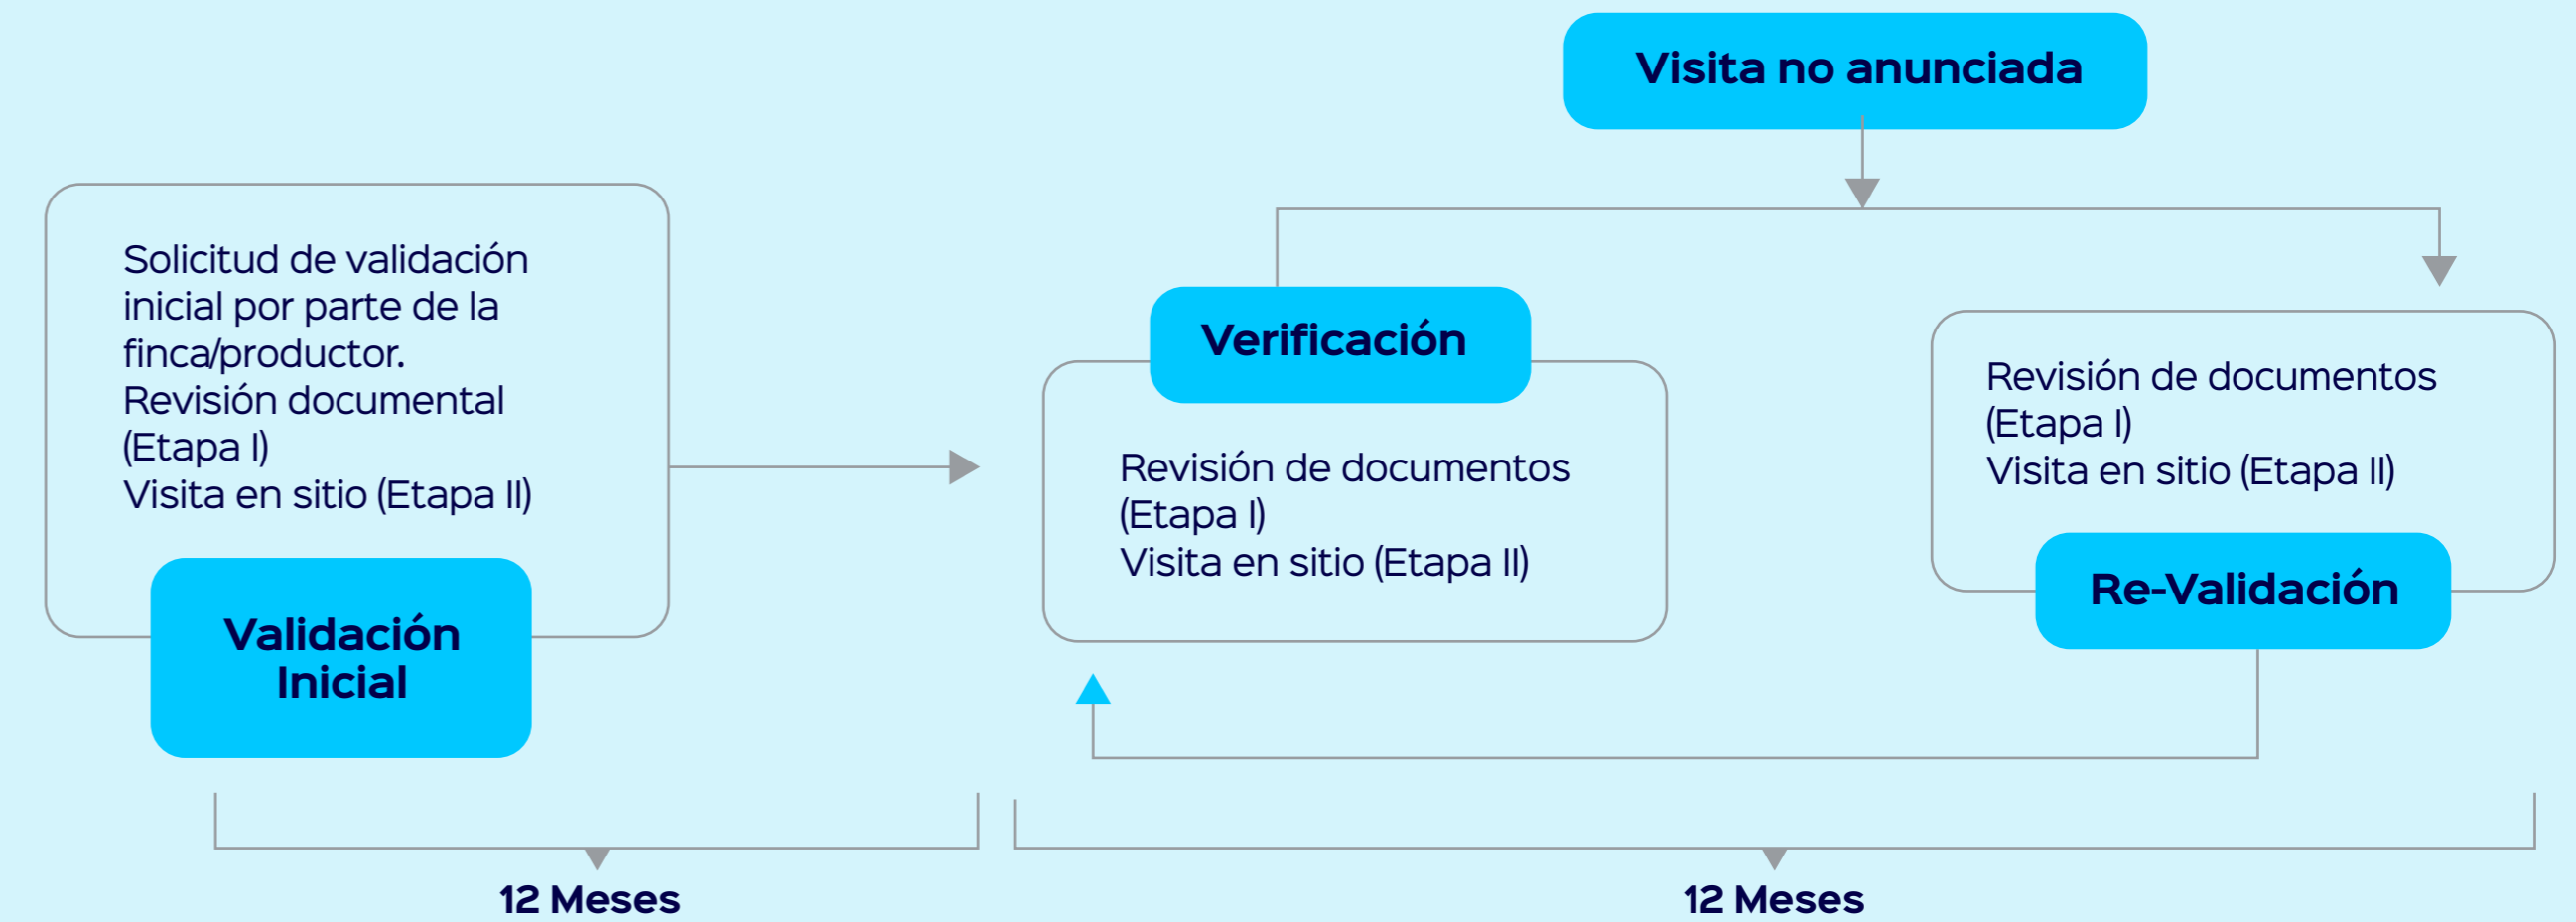 Visita no anunciada
Solicitud de validación
inicial por parte de la
finca/productor.
Revisión documental
(Etapa I)
Visita en sitio (Etapa II)
Validación
Inicial
Verificación
Revisión de documentos
(Etapa I)
Visita en sitio (Etapa II)
Revisión de documentos
(Etapa I)
Visita en sitio (Etapa II)
Re-Validación
12 Meses
12 Meses